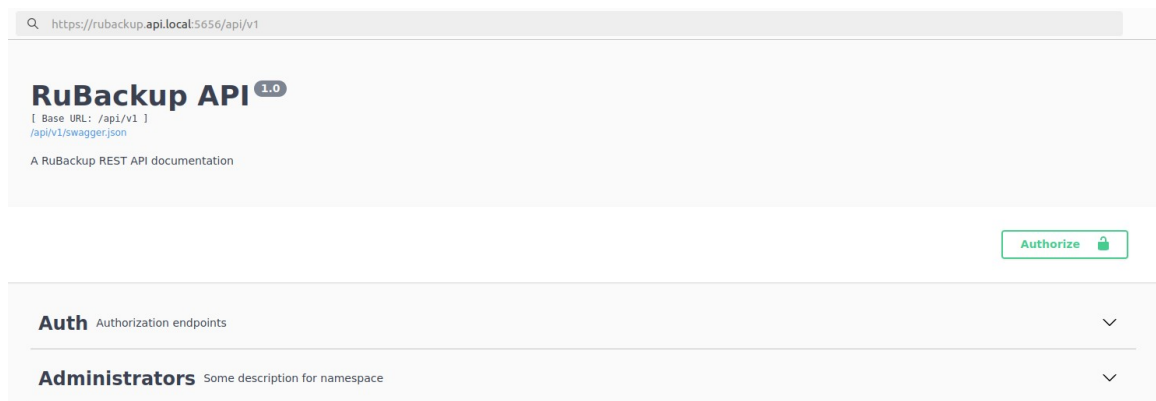 https://rubackup.api.local:5656/api/v1
RuBackup API 1.0
[ Base URL: /api/v1 ]
/api/v1/swagger.json
A RuBackup REST API documentation
Authorize
Auth Authorization endpoints
Administrators Some description for namespace